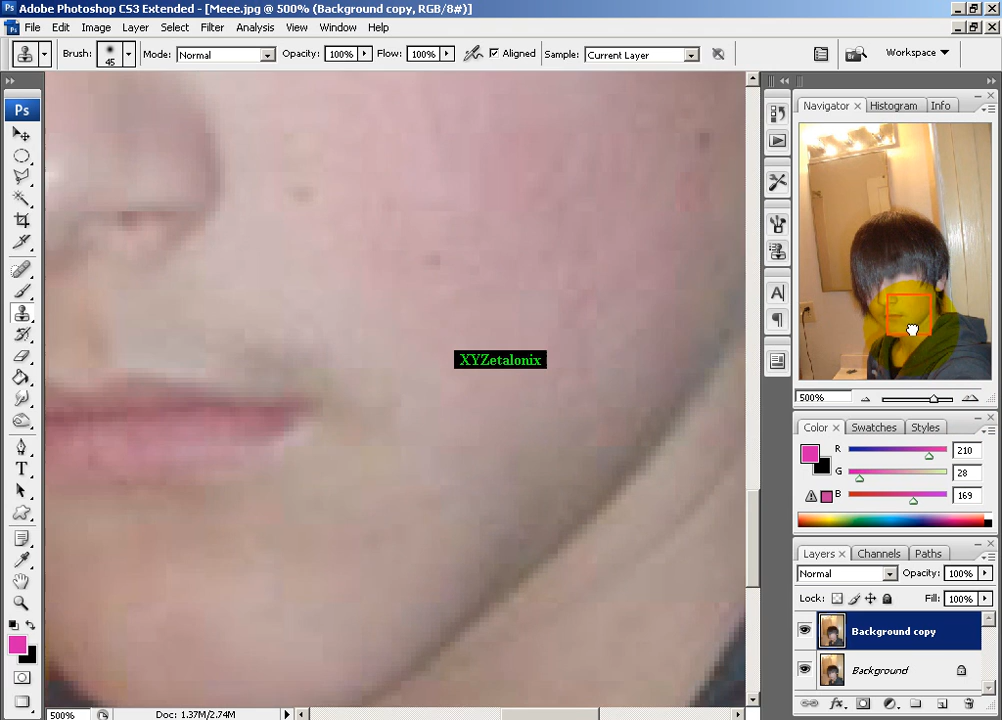 Adobe Photoshop CS3 Extended - [Meee.jpg @ 500% (Background copy, RGB/8#)]
File Edit Image Layer Select Filter Analysis View Window Help
Brush: 45 Mode: Normal Opacity: 100% Flow: 100% Aligned Sample: Current Layer Workspace
Ps
Navigator Histogram Info
XYZetalonix
500%
Color Swatches Styles
R 210
G 28
B 169
Layers Channels Paths
Normal Opacity: 100%
Lock: Fill: 100%
Background copy
Background
500% Doc: 1.37M/2.74M